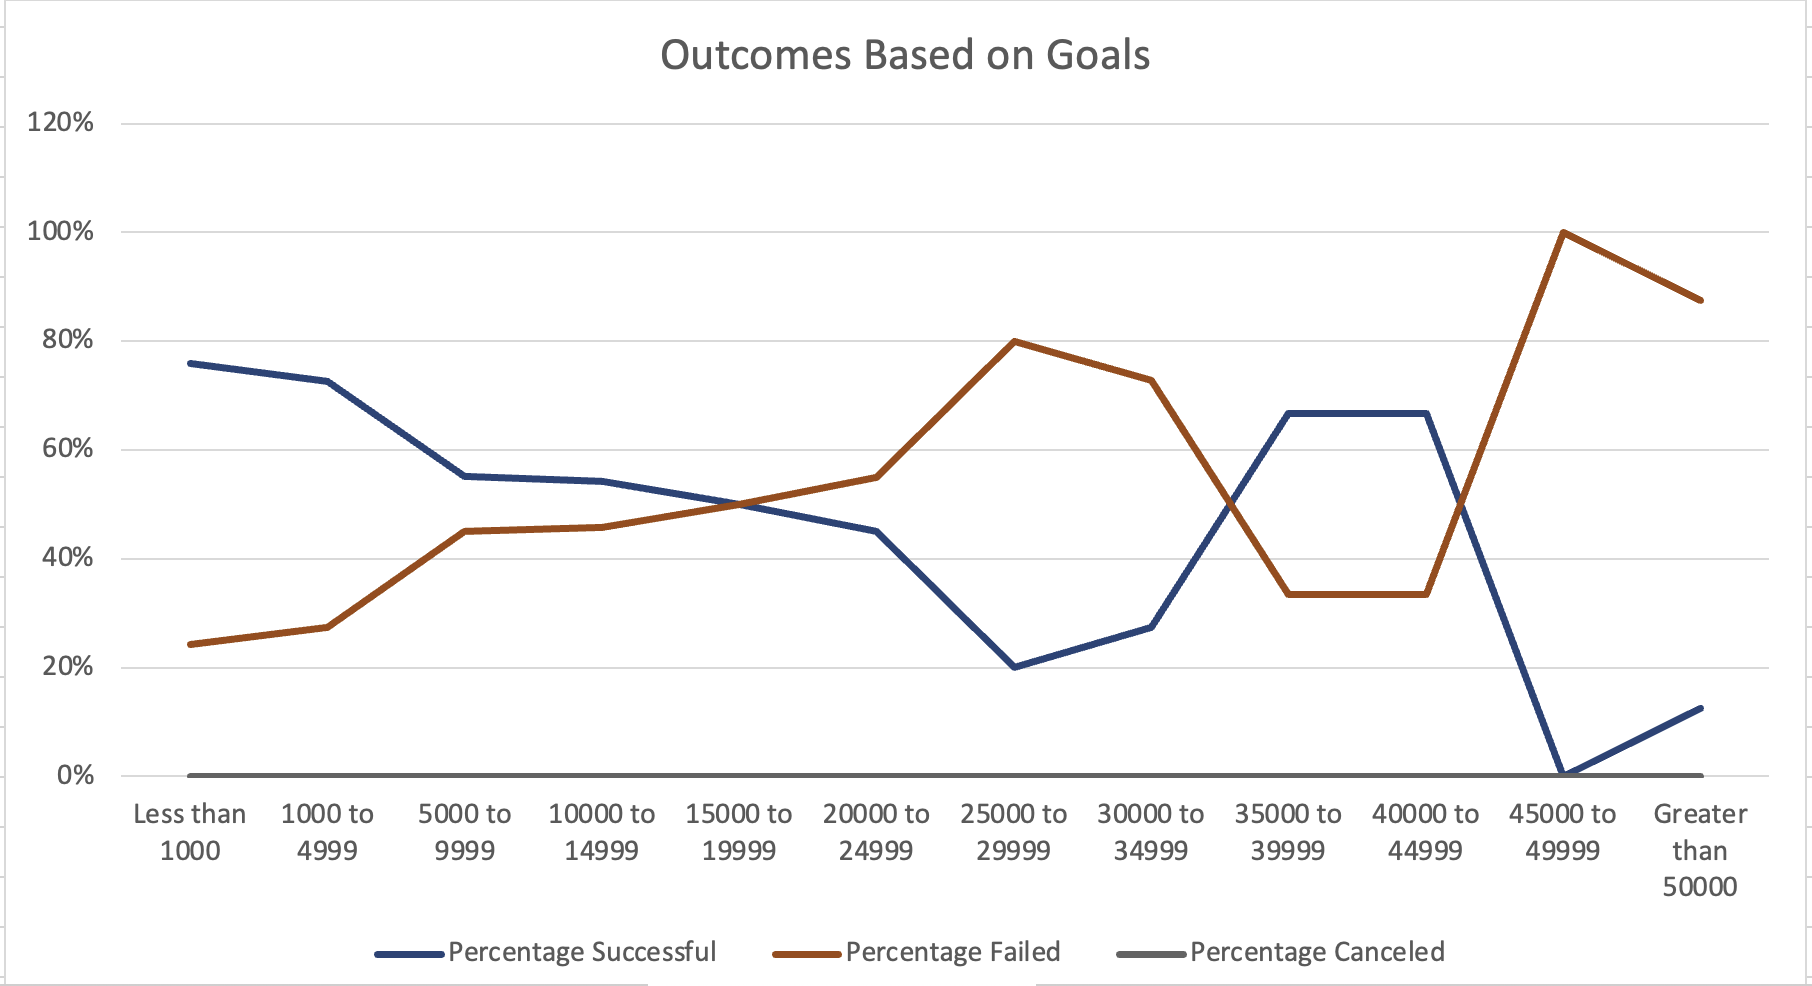 Outcomes Based on Goals
120%
100%
80%
60%
40%
20%
0%
Less than 1000
1000 to 4999
5000 to 9999
10000 to 14999
15000 to 19999
20000 to 24999
25000 to 29999
30000 to 34999
35000 to 39999
40000 to 44999
45000 to 49999
Greater than 50000
Percentage Successful
Percentage Failed
Percentage Canceled